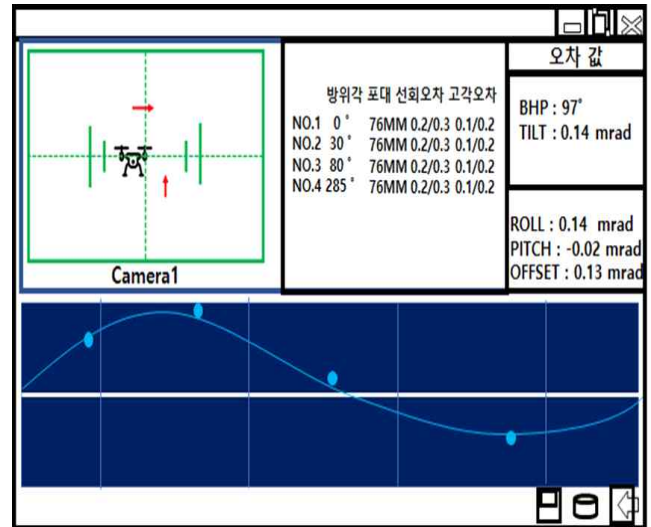 Camera1
방위각 포대 선회오차 고각오차
NO.1 0˚ 76MM 0.2/0.3 0.1/0.2
NO.2 30˚ 76MM 0.2/0.3 0.1/0.2
NO.3 80˚ 76MM 0.2/0.3 0.1/0.2
NO.4 285˚ 76MM 0.2/0.3 0.1/0.2
오차 값
BHP : 97˚
TILT : 0.14 mrad
ROLL : 0.14 mrad
PITCH : -0.02 mrad
OFFSET : 0.13 mrad